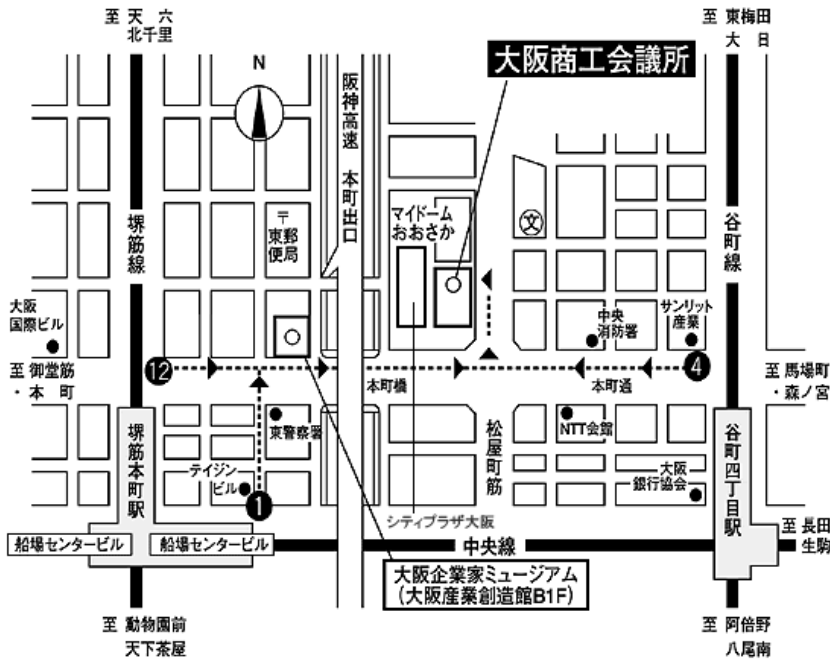 至 天 六
北千里
至 東梅田
大 日
N
大阪商工会議所
阪神高速 本町出口
堺筋線
谷町線
〒
東郵
便局
マイドーム
おおさか
文
大阪
国際ビル
中央
消防署
サンリット
産業
至 御堂筋
・本 町
12
4
至 馬場町
・森ノ宮
本町橋
本町通
東警察署
NTT会館
松屋町筋
堺筋本町駅
谷町四丁目駅
テイジン
ビル
1
大阪
銀行協会
シティプラザ大阪
至 長田
生駒
船場センタービル
船場センタービル
中央線
大阪企業家ミュージアム
（大阪産業創造館B1F）
至 動物園前
天下茶屋
至 阿倍野
八尾南